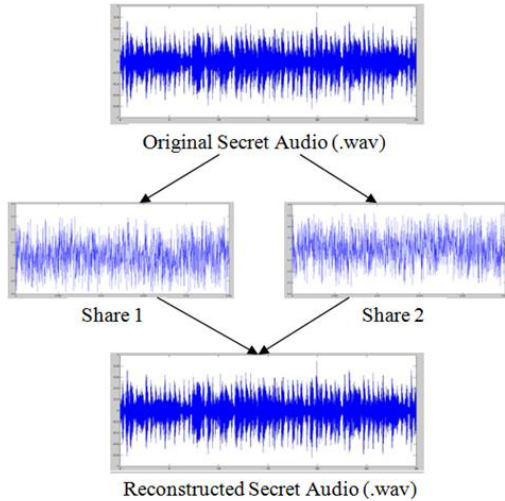 Original Secret Audio (.wav)
Share 1
Share 2
Reconstructed Secret Audio (.wav)